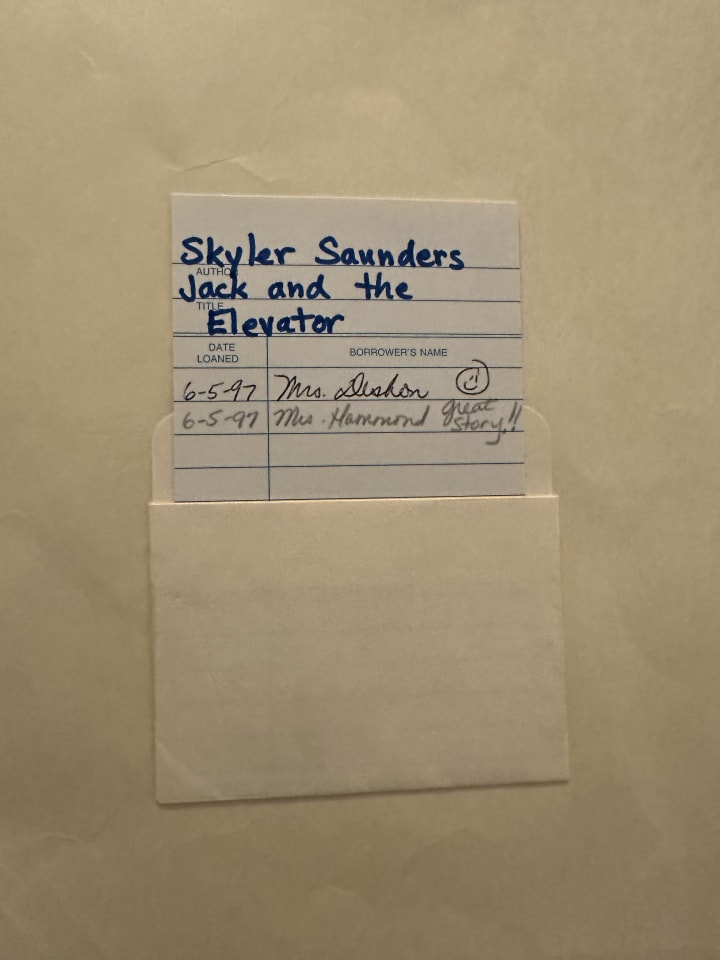 Skyler Saunders
AUTHOR
Jack and the
TITLE
Elevator
DATE LOANED BORROWER'S NAME
6-5-97 Mrs. Deshon
6-5-97 Mrs. Hammond great story!!